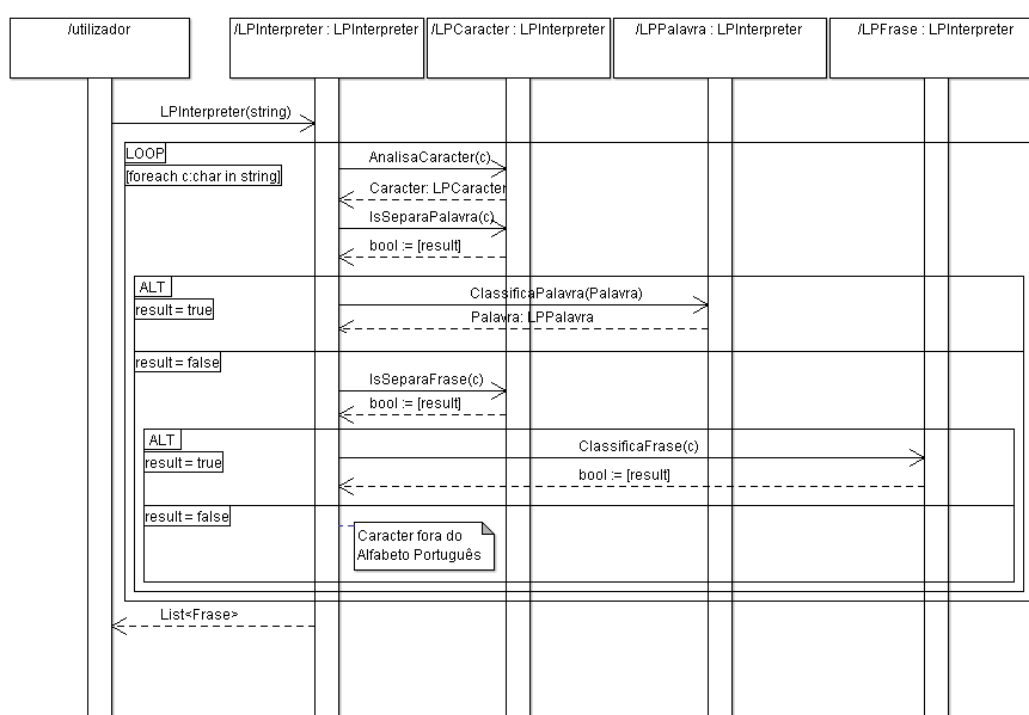 /utilizador
/LPInterpreter : LPInterpreter
/LPCaracter : LPInterpreter
/LPPalavra : LPInterpreter
/LPFrase : LPInterpreter
LPInterpreter(string)
LOOP
[foreach c:char in string]
AnalisaCaracter(c)
Caracter: LPCaracter
IsSeparaPalavra(c)
bool := [result]
ALT
result = true
ClassificaPalavra(Palavra)
Palavra: LPPalavra
result = false
IsSeparaFrase(c)
bool := [result]
ALT
result = true
ClassificaFrase(c)
bool := [result]
result = false
Caracter fora do
Alfabeto Português
List<Frase>